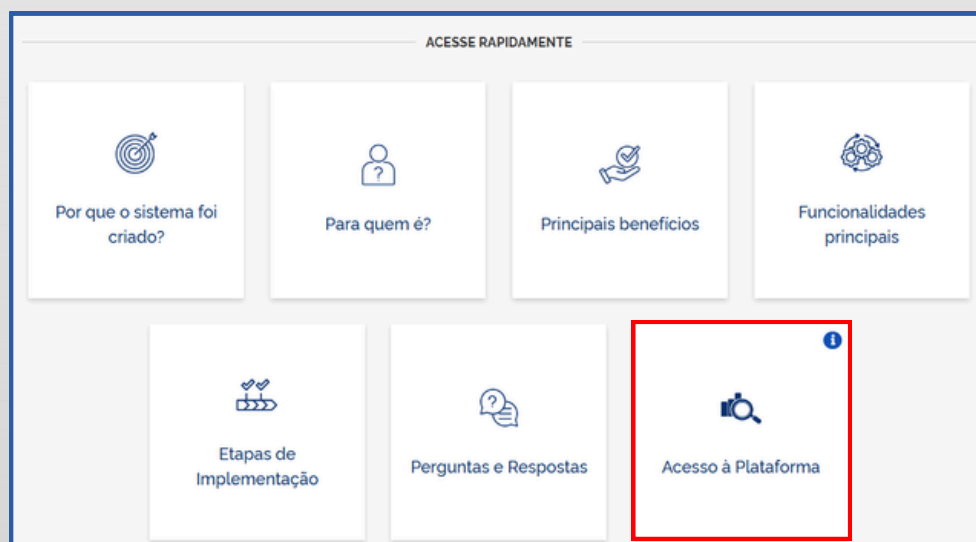 ACESSE RAPIDAMENTE
Por que o sistema foi
criado?
Para quem é?
Principais benefícios
Funcionalidades
principais
Etapas de
Implementação
Perguntas e Respostas
Acesso à Plataforma